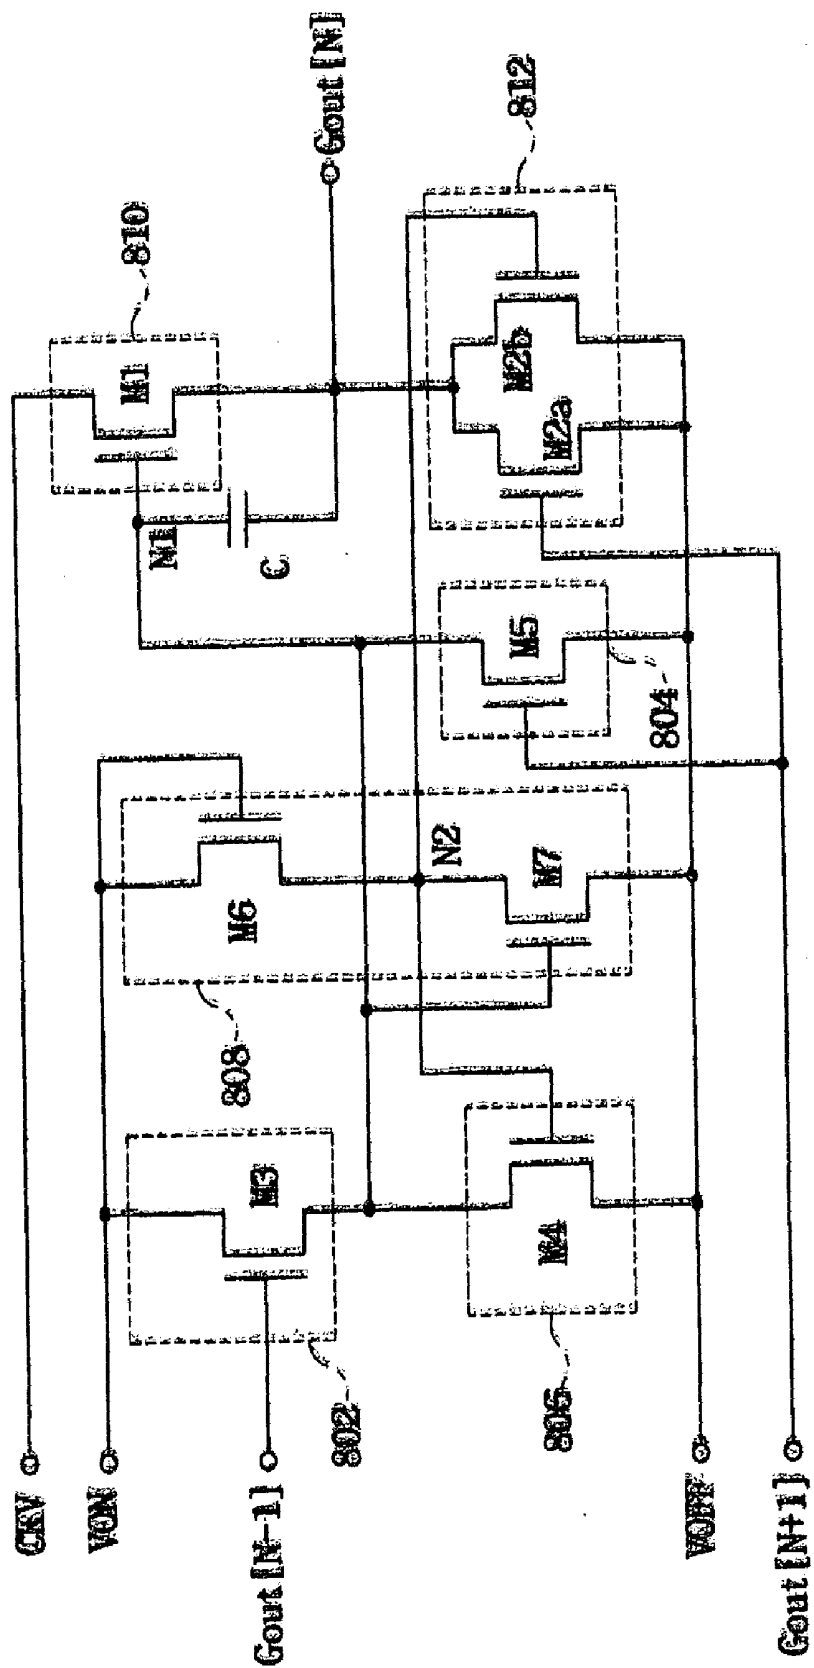 CKV
VON
Gout[N-1]
VOFF
Gout[N+1]
802
M3
806
M4
808
M6
N2
M7
804
M5
N1
C
810
M1
812
M2a
M2b
Gout[N]